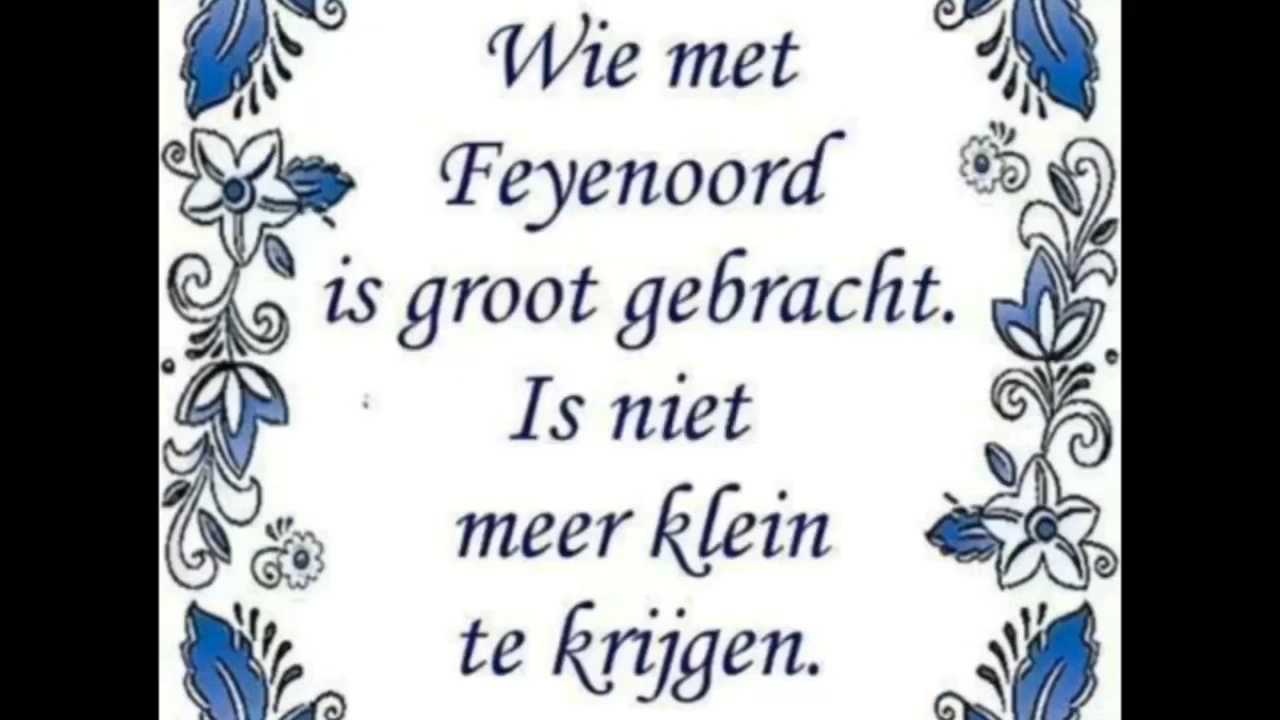 Wie met
Feyenoord
is groot gebracht.
Is niet
meer klein
te krijgen.